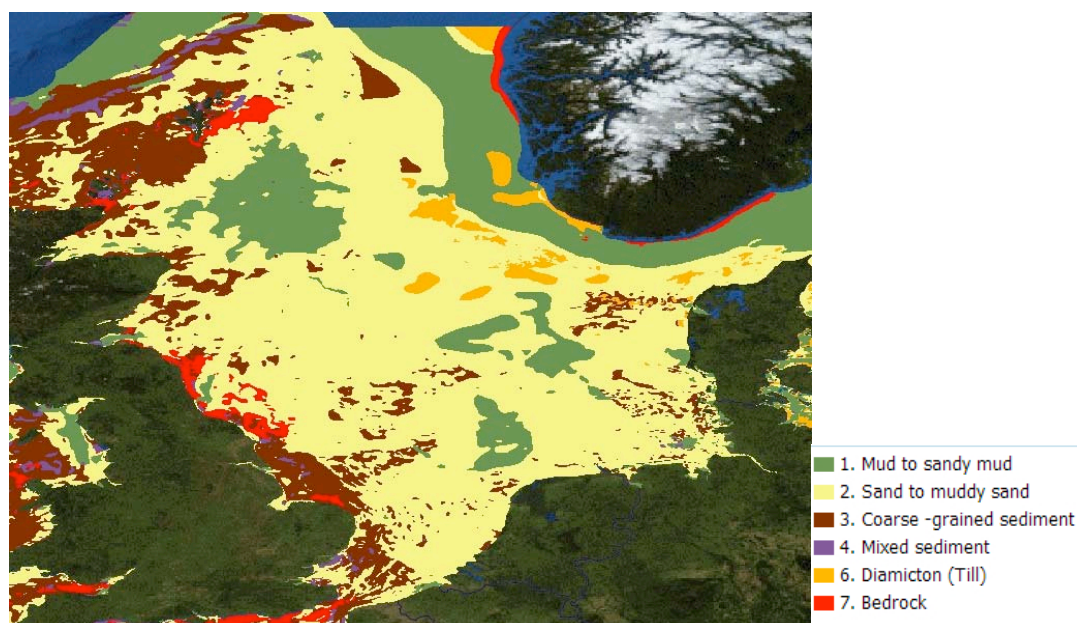 1. Mud to sandy mud
2. Sand to muddy sand
3. Coarse -grained sediment
4. Mixed sediment
6. Diamicton (Till)
7. Bedrock